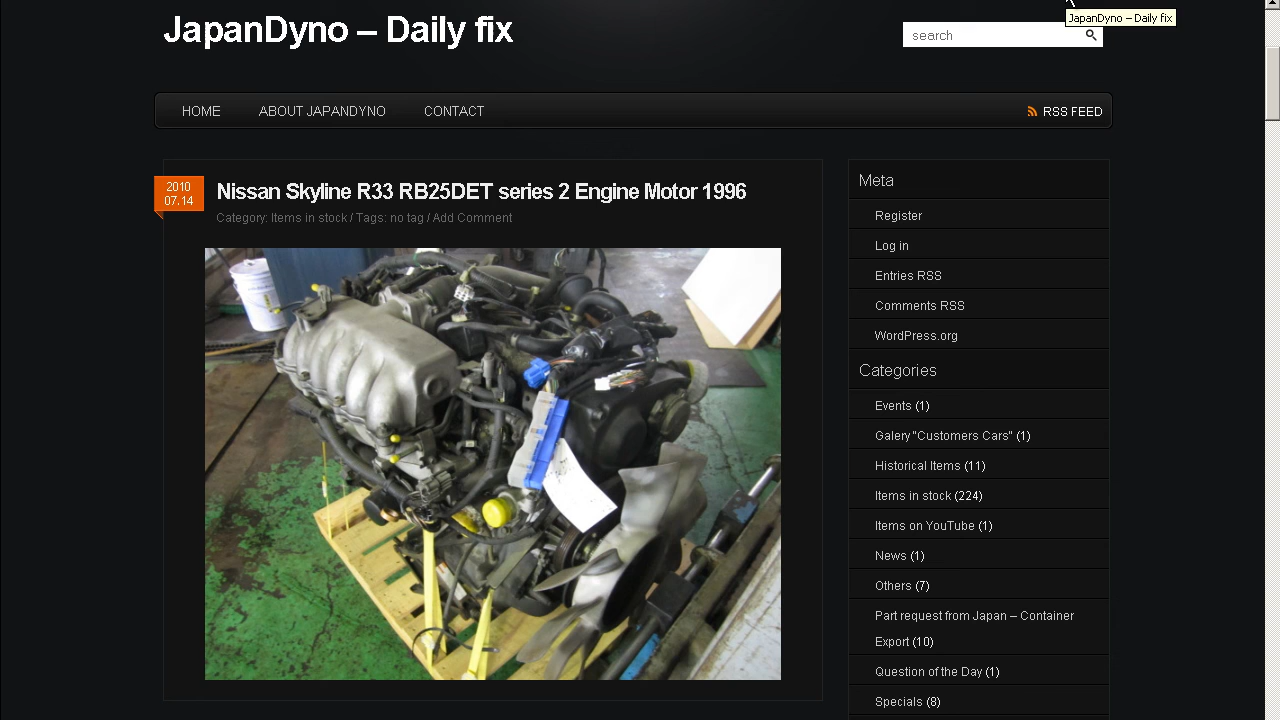 JapanDyno – Daily fix
JapanDyno – Daily fix
search
HOME
ABOUT JAPANDYNO
CONTACT
RSS FEED
2010
07.14
Nissan Skyline R33 RB25DET series 2 Engine Motor 1996
Category: Items in stock / Tags: no tag / Add Comment
Meta
Register
Log in
Entries RSS
Comments RSS
WordPress.org
Categories
Events (1)
Galery "Customers Cars" (1)
Historical Items (11)
Items in stock (224)
Items on YouTube (1)
News (1)
Others (7)
Part request from Japan – Container
Export (10)
Question of the Day (1)
Specials (8)